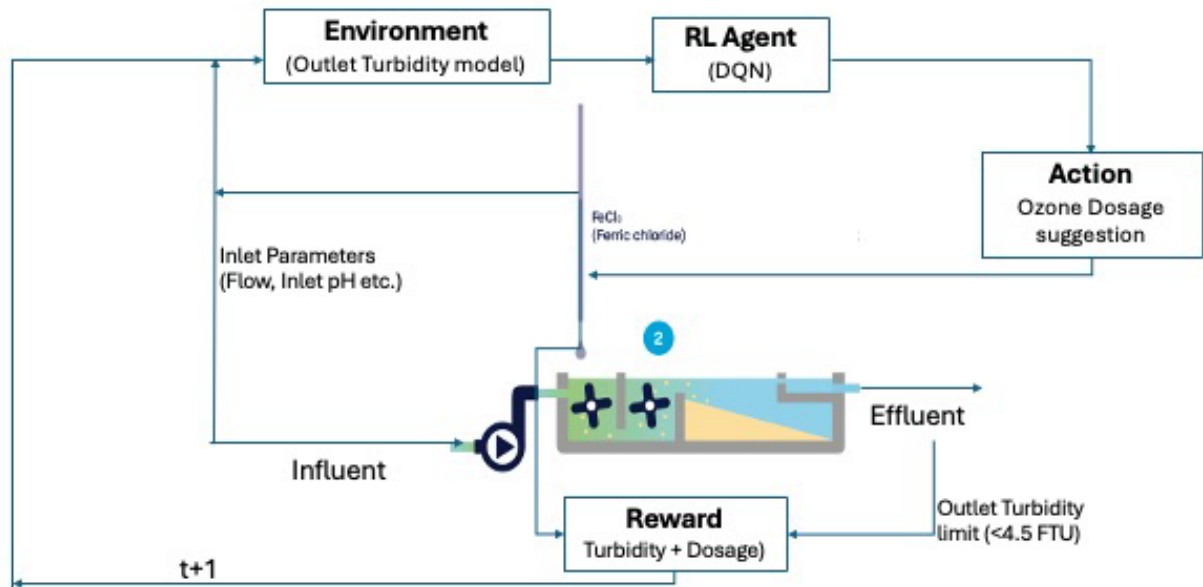 Environment
(Outlet Turbidity model)
RL Agent
(DQN)
Action
Ozone Dosage
suggestion
FeCl₃
(Ferric chloride)
Inlet Parameters
(Flow, Inlet pH etc.)
2
Effluent
Influent
Outlet Turbidity
limit (<4.5 FTU)
Reward
Turbidity + Dosage)
t+1